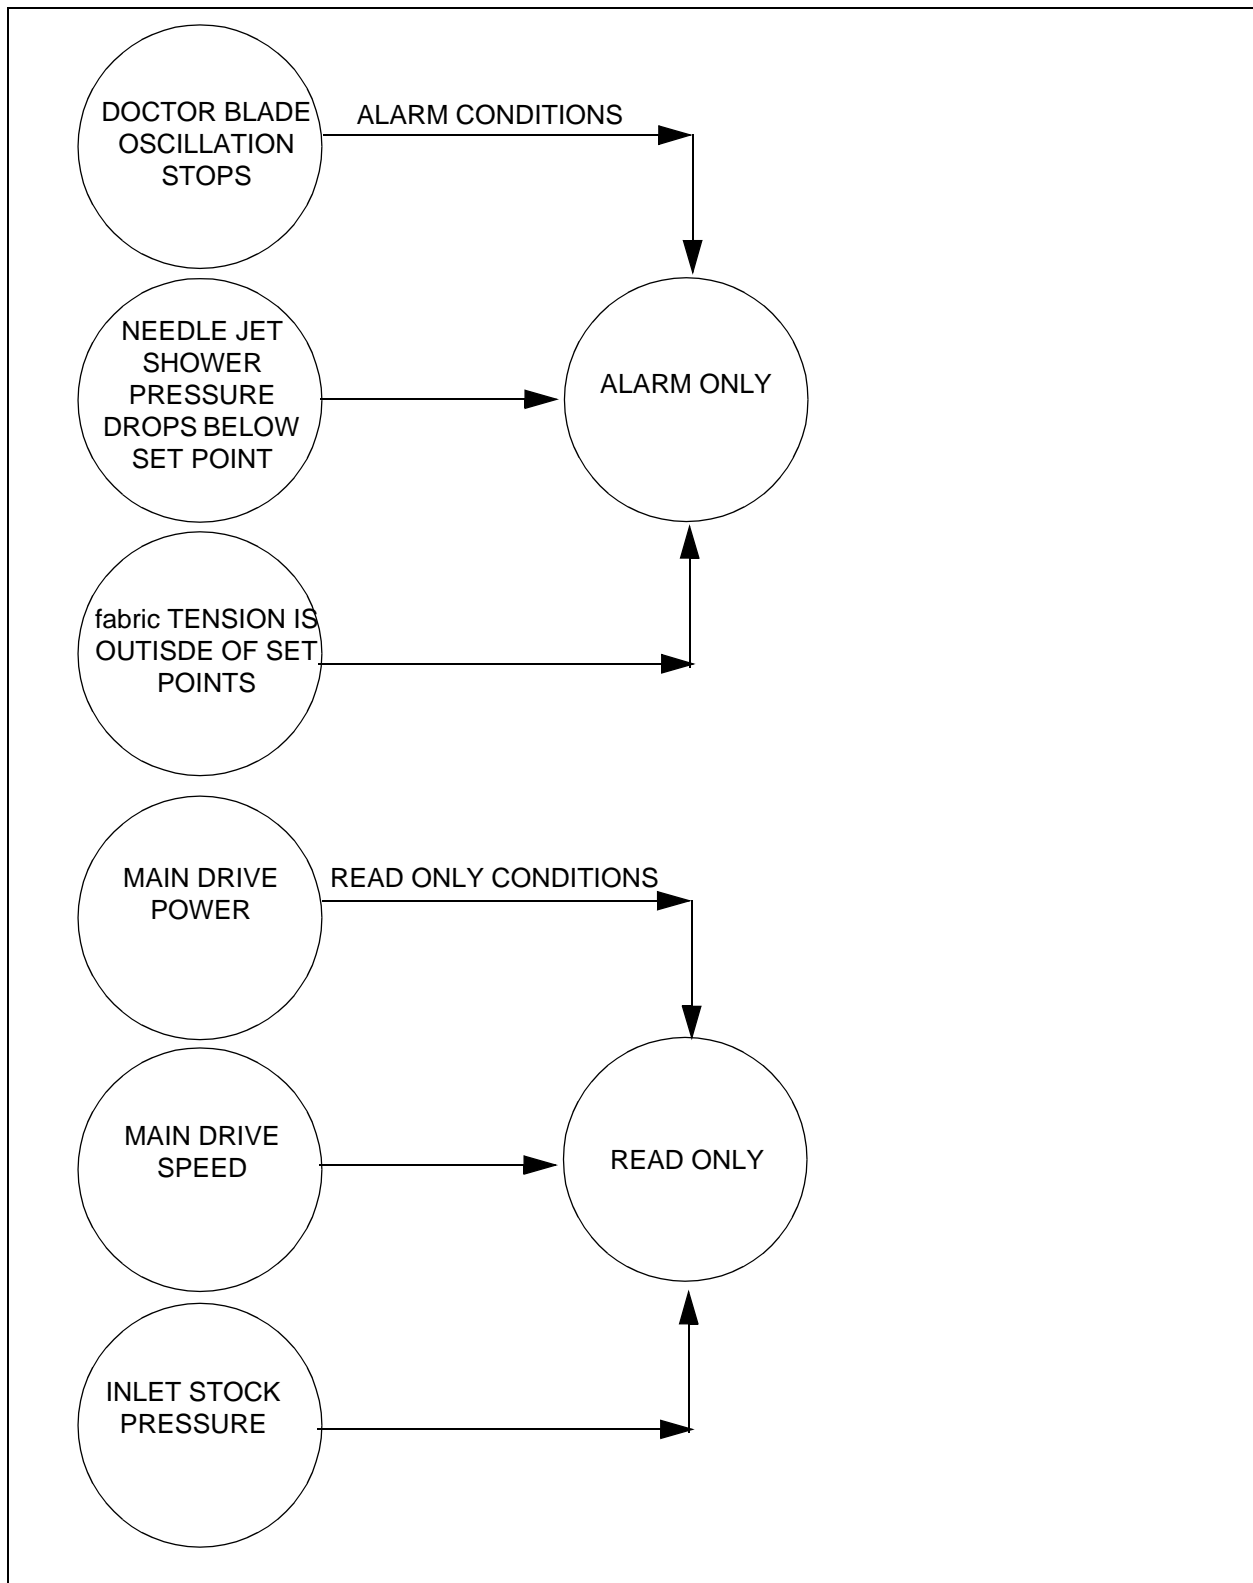 DOCTOR BLADE
OSCILLATION
STOPS
ALARM CONDITIONS
NEEDLE JET
SHOWER
PRESSURE
DROPS BELOW
SET POINT
ALARM ONLY
fabric TENSION IS
OUTISDE OF SET
POINTS
MAIN DRIVE
POWER
READ ONLY CONDITIONS
MAIN DRIVE
SPEED
READ ONLY
INLET STOCK
PRESSURE